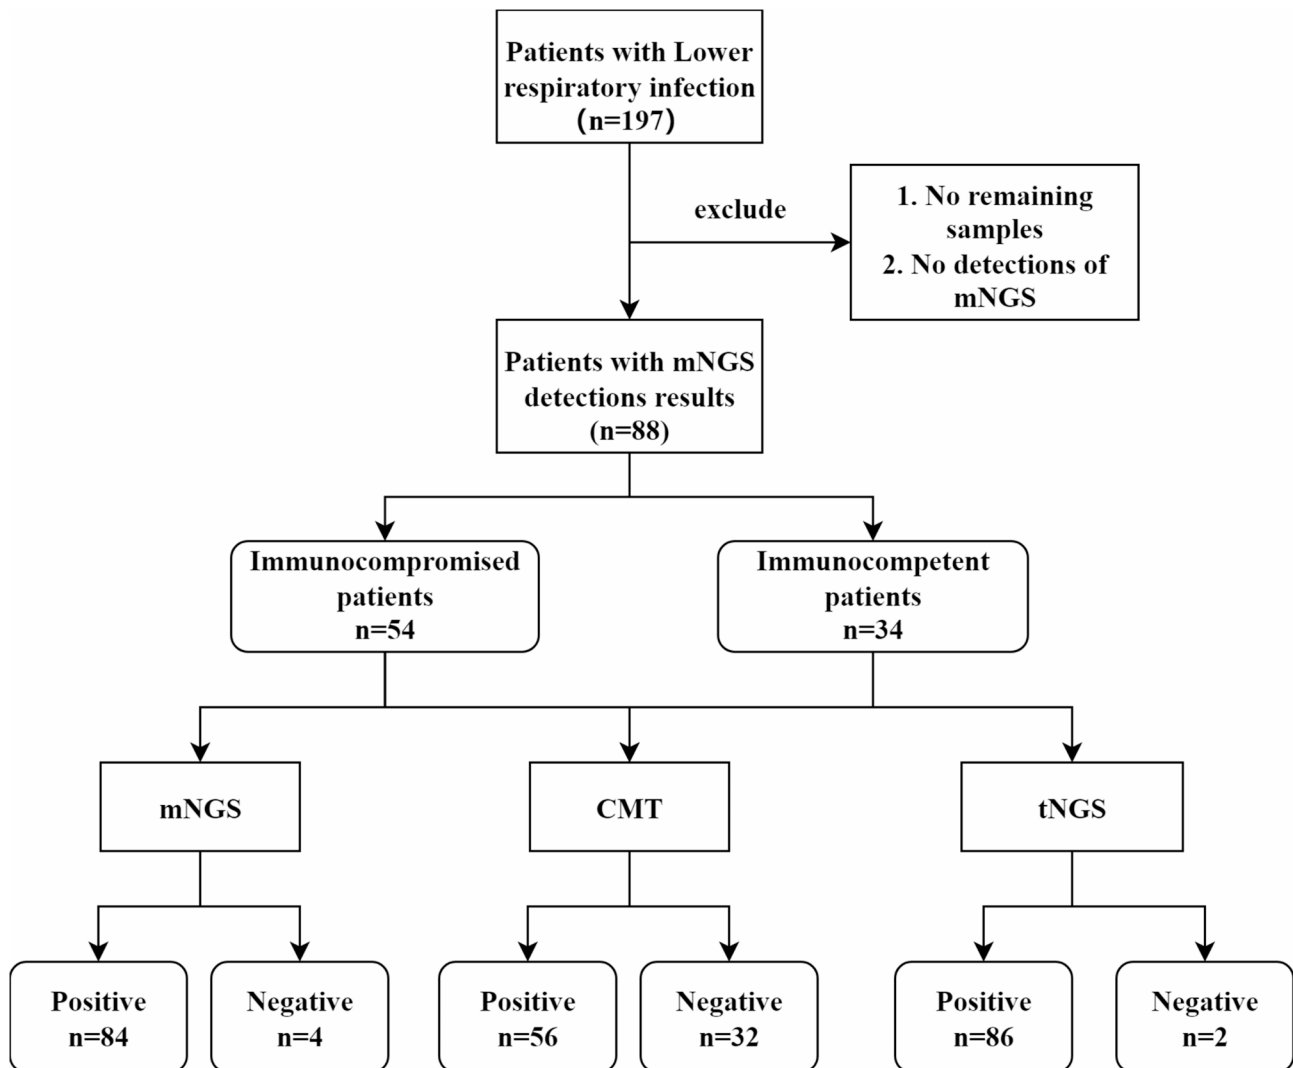 Patients with Lower
respiratory infection
(n=197)
exclude
1. No remaining
samples
2. No detections of
mNGS
Patients with mNGS
detections results
(n=88)
Immunocompromised
patients
n=54
Immunocompetent
patients
n=34
mNGS
CMT
tNGS
Positive
n=84
Negative
n=4
Positive
n=56
Negative
n=32
Positive
n=86
Negative
n=2